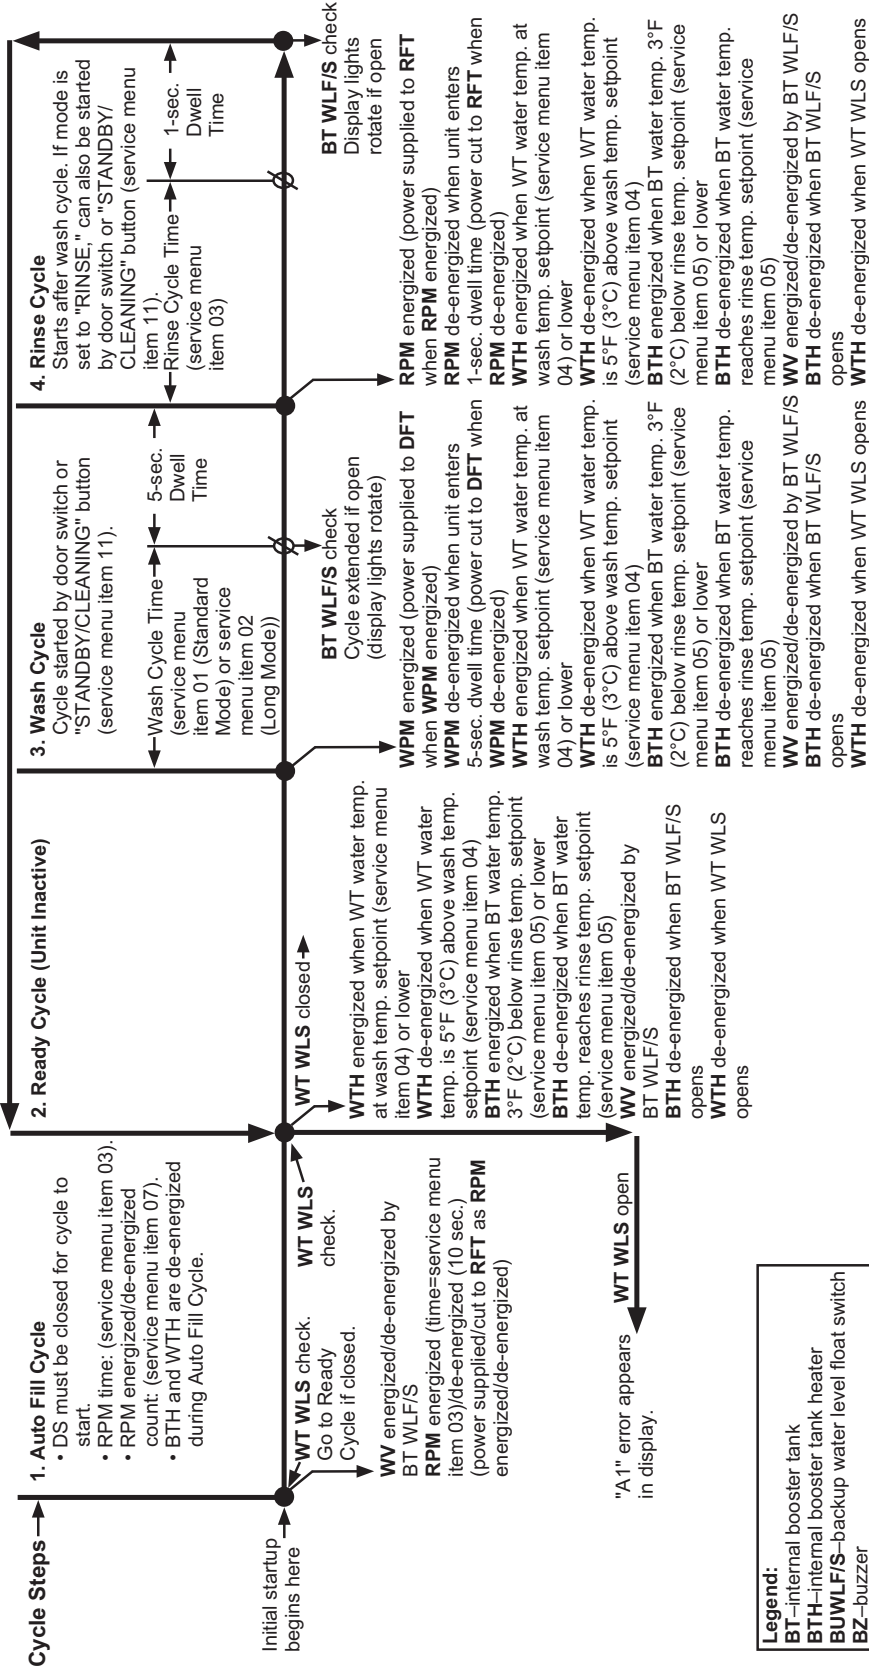 Cycle Steps
Initial startup
begins here
1. Auto Fill Cycle
• DS must be closed for cycle to
start.
• RPM time: (service menu item 03).
• RPM energized/de-energized
count: (service menu item 07).
• BTH and WTH are de-energized
during Auto Fill Cycle.
WT WLS check.
Go to Ready
Cycle if closed.
WV energized/de-energized by
BT WLF/S
RPM energized (time=service menu
item 03)/de-energized (10 sec.)
(power supplied/cut to RFT as RPM
energized/de-energized)
WT WLS
check.
"A1" error appears
in display.
WT WLS open
2. Ready Cycle (Unit Inactive)
WT WLS closed
WTH energized when WT water temp.
at wash temp. setpoint (service menu
item 04) or lower
WTH de-energized when WT water
temp. is 5°F (3°C) above wash temp.
setpoint (service menu item 04)
BTH energized when BT water temp.
3°F (2°C) below rinse temp. setpoint
(service menu item 05) or lower
BTH de-energized when BT water
temp. reaches rinse temp. setpoint
(service menu item 05)
WV energized/de-energized by
BT WLF/S
BTH de-energized when BT WLF/S
opens
WTH de-energized when WT WLS
opens
3. Wash Cycle
Cycle started by door switch or
"STANDBY/CLEANING" button
(service menu item 11).
Wash Cycle Time
(service menu
item 01 (Standard
Mode) or service
menu item 02
(Long Mode))
5-sec.
Dwell
Time
BT WLF/S check
Cycle extended if open
(display lights rotate)
WPM energized (power supplied to DFT
when WPM energized)
WPM de-energized when unit enters
5-sec. dwell time (power cut to DFT when
WPM de-energized)
WTH energized when WT water temp. at
wash temp. setpoint (service menu item
04) or lower
WTH de-energized when WT water temp.
is 5°F (3°C) above wash temp. setpoint
(service menu item 04)
BTH energized when BT water temp. 3°F
(2°C) below rinse temp. setpoint (service
menu item 05) or lower
BTH de-energized when BT water temp.
reaches rinse temp. setpoint (service
menu item 05)
WV energized/de-energized by BT WLF/S
BTH de-energized when BT WLF/S
opens
WTH de-energized when WT WLS opens
4. Rinse Cycle
Starts after wash cycle. If mode is
set to "RINSE," can also be started
by door switch or "STANDBY/
CLEANING" button (service menu
item 11).
Rinse Cycle Time
(service menu
item 03)
1-sec.
Dwell
Time
BT WLF/S check
Display lights
rotate if open
RPM energized (power supplied to RFT
when RPM energized)
RPM de-energized when unit enters
1-sec. dwell time (power cut to RFT when
RPM de-energized)
WTH energized when WT water temp. at
wash temp. setpoint (service menu item
04) or lower
WTH de-energized when WT water temp.
is 5°F (3°C) above wash temp. setpoint
(service menu item 04)
BTH energized when BT water temp. 3°F
(2°C) below rinse temp. setpoint (service
menu item 05) or lower
BTH de-energized when BT water temp.
reaches rinse temp. setpoint (service
menu item 05)
WV energized/de-energized by BT WLF/S
BTH de-energized when BT WLF/S
opens
WTH de-energized when WT WLS opens
Legend:
BT–internal booster tank
BTH–internal booster tank heater
BUWLF/S–backup water level float switch
BZ–buzzer